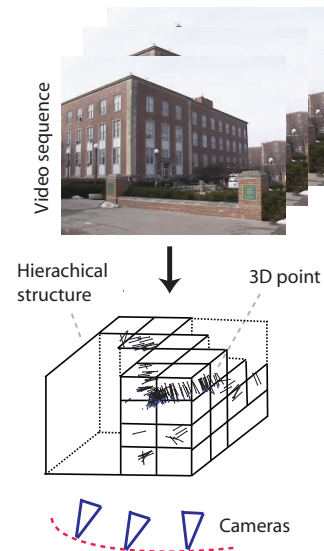 Video sequence
Hierachical
structure
3D point
Cameras